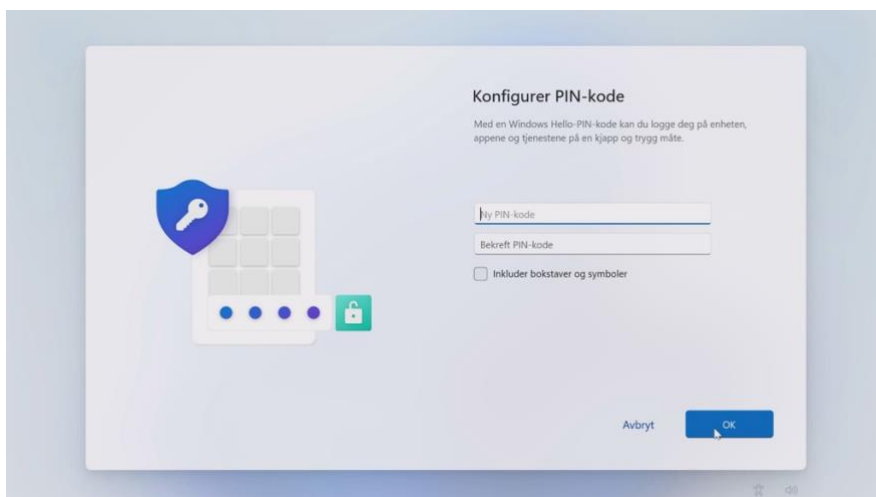 Konfigurer PIN-kode
Med en Windows Hello-PIN-kode kan du logge deg på enheten,
appene og tjenestene på en kjapp og trygg måte.
Ny PIN-kode
Bekreft PIN-kode
Inkluder bokstaver og symboler
Avbryt
OK